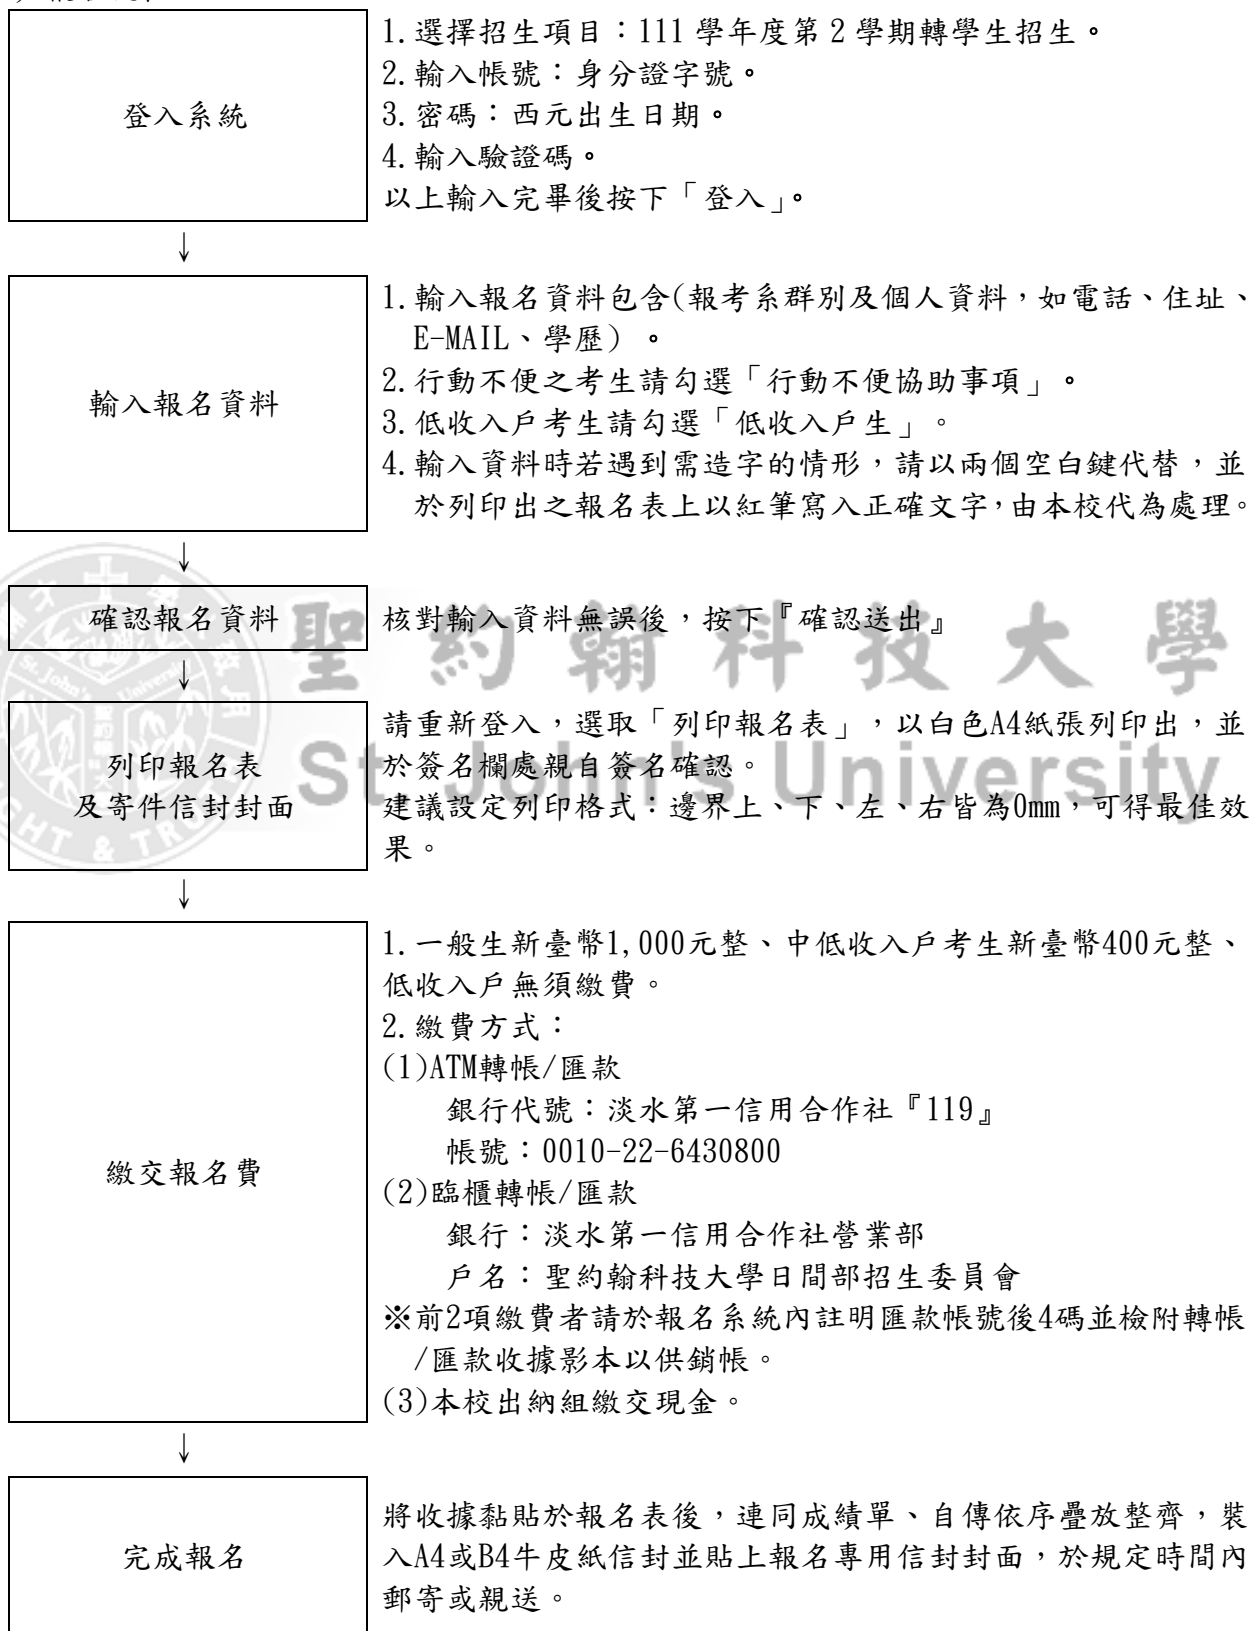 登入系統
1.選擇招生項目：111 學年度第 2 學期轉學生招生。
2.輸入帳號：身分證字號。
3.密碼：西元出生日期。
4.輸入驗證碼。
以上輸入完畢後按下「登入」。
↓
輸入報名資料
1.輸入報名資料包含(報考系群別及個人資料，如電話、住址、
E-MAIL、學歷）。
2.行動不便之考生請勾選「行動不便協助事項」。
3.低收入戶考生請勾選「低收入戶生」。
4.輸入資料時若遇到需造字的情形，請以兩個空白鍵代替，並
於列印出之報名表上以紅筆寫入正確文字，由本校代為處理。
↓
確認報名資料
核對輸入資料無誤後，按下『確認送出』
聖約翰科技大學
St. John's University
↓
列印報名表
及寄件信封封面
請重新登入，選取「列印報名表」，以白色A4紙張列印出，並
於簽名欄處親自簽名確認。
建議設定列印格式：邊界上、下、左、右皆為0mm，可得最佳效
果。
↓
繳交報名費
1.一般生新臺幣1,000元整、中低收入戶考生新臺幣400元整、
低收入戶無須繳費。
2.繳費方式：
(1)ATM轉帳/匯款
銀行代號：淡水第一信用合作社『119』
帳號：0010-22-6430800
(2)臨櫃轉帳/匯款
銀行：淡水第一信用合作社營業部
戶名：聖約翰科技大學日間部招生委員會
※前2項繳費者請於報名系統內註明匯款帳號後4碼並檢附轉帳
/匯款收據影本以供銷帳。
(3)本校出納組繳交現金。
↓
完成報名
將收據黏貼於報名表後，連同成績單、自傳依序疊放整齊，裝
入A4或B4牛皮紙信封並貼上報名專用信封封面，於規定時間內
郵寄或親送。